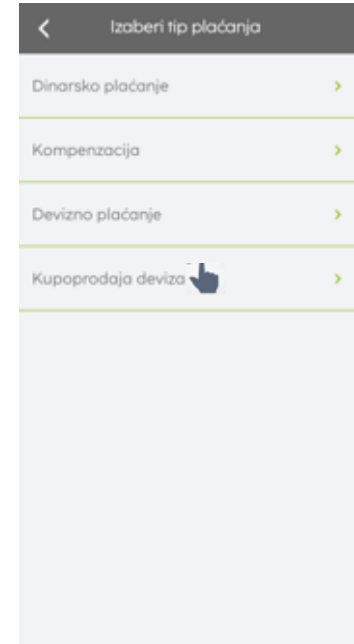 Izaberi tip plaćanja
Dinarsko plaćanje
Kompenzacija
Devizno plaćanje
Kupoprodaja deviza